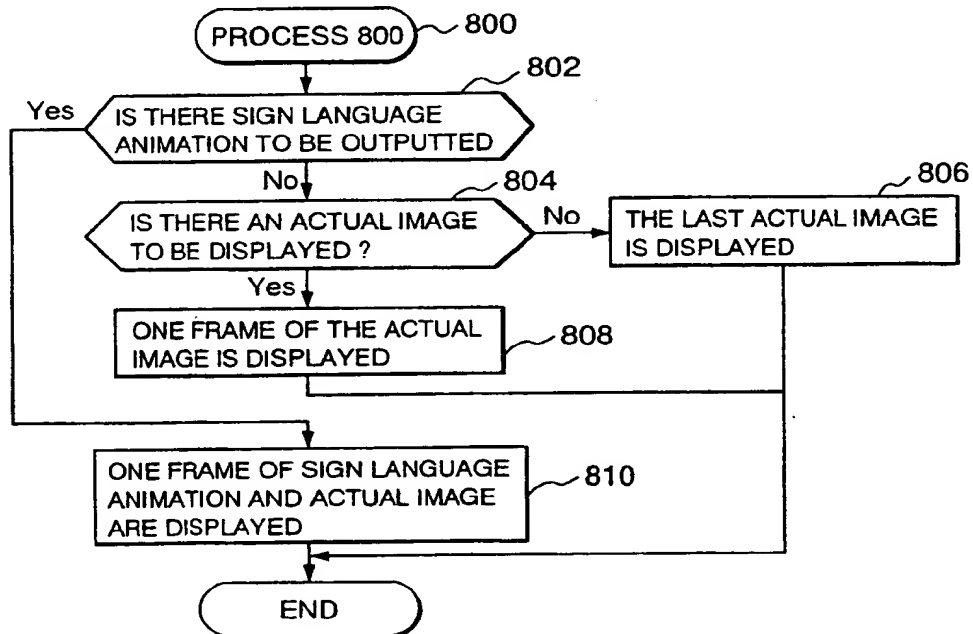 PROCESS 800
800
802
Yes
IS THERE SIGN LANGUAGE
ANIMATION TO BE OUTPUTTED
No
804
IS THERE AN ACTUAL IMAGE
TO BE DISPLAYED ?
No
806
THE LAST ACTUAL IMAGE
IS DISPLAYED
Yes
ONE FRAME OF THE ACTUAL
IMAGE IS DISPLAYED
808
ONE FRAME OF SIGN LANGUAGE
ANIMATION AND ACTUAL IMAGE
ARE DISPLAYED
810
END